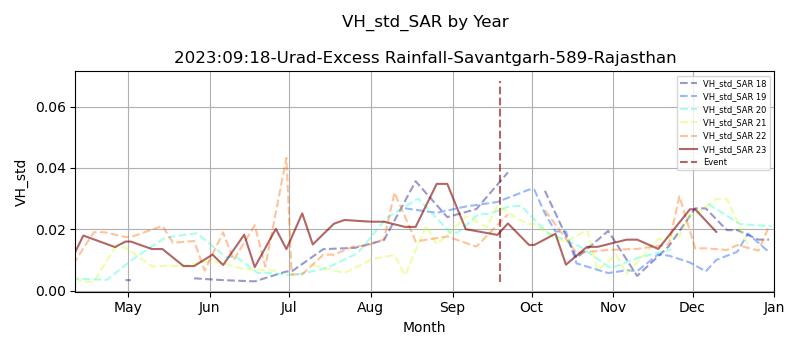 VH_std_SAR by Year
2023:09:18-Urad-Excess Rainfall-Savantgarh-589-Rajasthan
VH_std
0.06
0.04
0.02
0.00
VH_std_SAR 18
VH_std_SAR 19
VH_std_SAR 20
VH_std_SAR 21
VH_std_SAR 22
VH_std_SAR 23
Event
May Jun Jul Aug Sep Oct Nov Dec Jan
Month